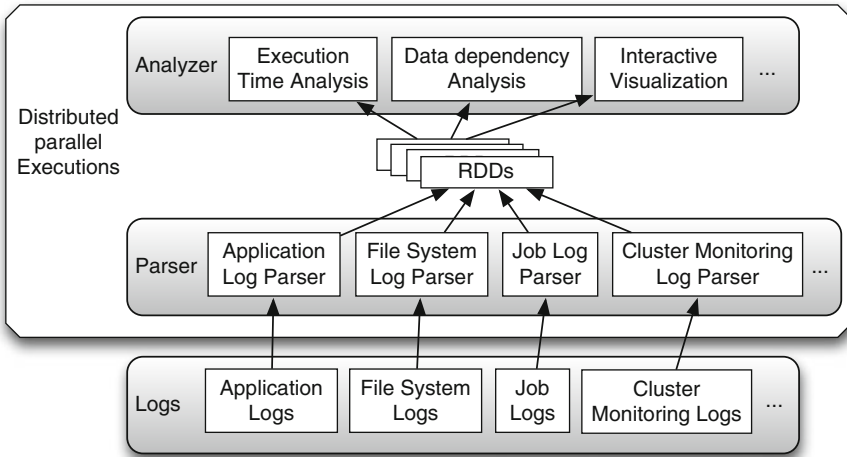 Analyzer
Execution
Time Analysis
Data dependency
Analysis
Interactive
Visualization
...
Distributed
parallel
Executions
RDDs
Parser
Application
Log Parser
File System
Log Parser
Job Log
Parser
Cluster Monitoring
Log Parser
...
Logs
Application
Logs
File System
Logs
Job
Logs
Cluster
Monitoring Logs
...